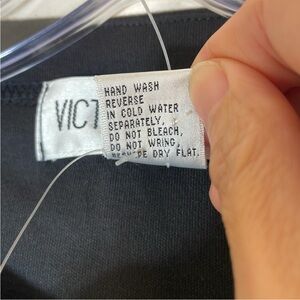 VICT
HAND WASH
REVERSE
IN COLD WATER
SEPARATELY,
DO NOT BLEACH,
DO NOT WRING,
DRY FLAT.